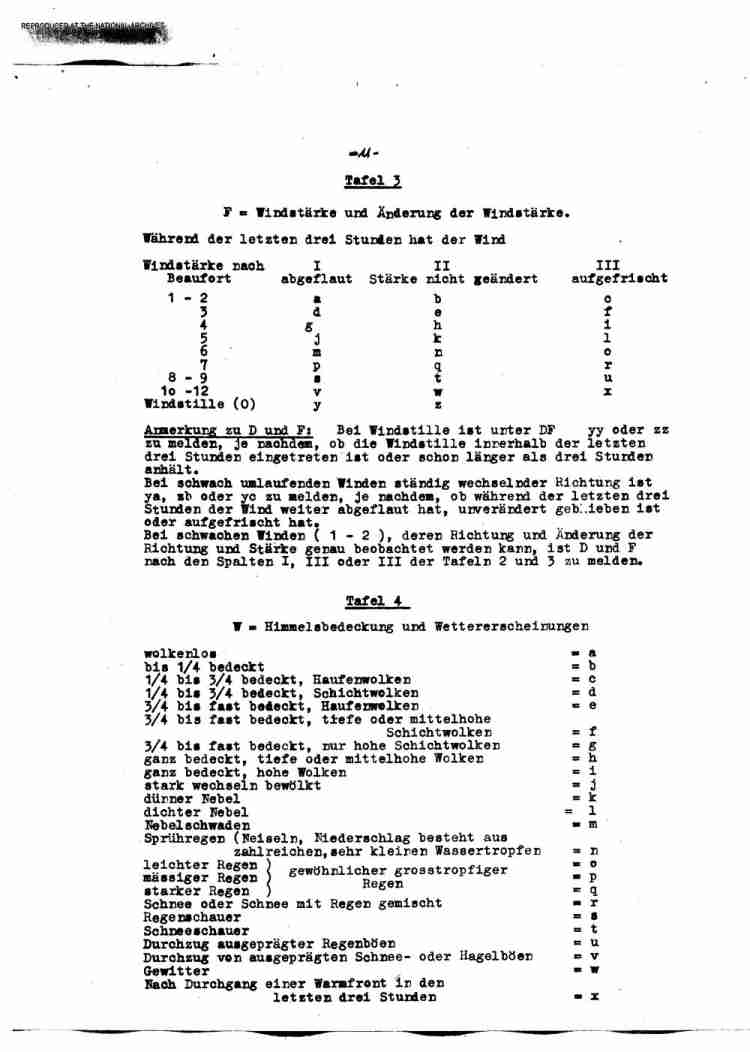 REPRODUCED AT THE NATIONAL ARCHIVES
-11-
Tafel 3
F = Windstärke und Änderung der Windstärke.
Während der letzten drei Stunden hat der Wind
Windstärke nach I II III
Beaufort abgeflaut Stärke nicht geändert aufgefrischt
1 - 2 a b c
3 d e f
4 g h i
5 j k l
6 m n o
7 p q r
8 - 9 s t u
1o -12 v w x
Windstille (O) y z
Anmerkung zu D und F: Bei Windstille ist unter DF yy oder zz
zu melden, je nachdem, ob die Windstille innerhalb der letzten
drei Stunden eingetreten ist oder schon länger als drei Stunden
anhält.
Bei schwach umlaufenden Winden ständig wechselnder Richtung ist
ya, zb oder yc zu melden, je nachdem, ob während der letzten drei
Stunden der Wind weiter abgeflaut hat, unverändert geblieben ist
oder aufgefrischt hat.
Bei schwachen Winden ( 1 - 2 ), deren Richtung und Änderung der
Richtung und Stärke genau beobachtet werden kann, ist D und F
nach den Spalten I, III oder III der Tafeln 2 und 3 zu melden.
Tafel 4
W = Himmelsbedeckung und Wettererscheinungen
wolkenlos = a
bis 1/4 bedeckt = b
1/4 bis 3/4 bedeckt, Haufenwolken = c
1/4 bis 3/4 bedeckt, Schichtwolken = d
3/4 bis fast bedeckt, Haufenwolken = e
3/4 bis fast bedeckt, tiefe oder mittelhohe
Schichtwolken = f
3/4 bis fast bedeckt, nur hohe Schichtwolken = g
ganz bedeckt, tiefe oder mittelhohe Wolken = h
ganz bedeckt, hohe Wolken = i
stark wechseln bewölkt = j
dünner Nebel = k
dichter Nebel = l
Nebelschwaden = m
Sprühregen (Neiseln, Niederschlag besteht aus
zahlreichen,sehr kleinen Wassertropfen = n
leichter Regen ) = o
mässiger Regen ) gewöhnlicher grosstropfiger = p
starker Regen ) Regen = q
Schnee oder Schnee mit Regen gemischt = r
Regenschauer = s
Schneeschauer = t
Durchzug ausgeprägter Regenböen = u
Durchzug von ausgeprägten Schnee- oder Hagelböen = v
Gewitter = w
Nach Durchgang einer Warmfront in den
letzten drei Stunden = x